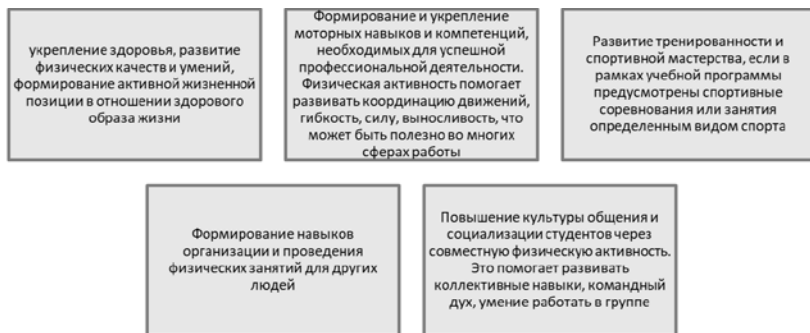 укрепление здоровья, развитие
физических качеств и умений,
формирование активной жизненной
позиции в отношении здорового
образа жизни
Формирование и укрепление
моторных навыков и компетенций,
необходимых для успешной
профессиональной деятельности.
Физическая активность помогает
развивать координацию движений,
гибкость, силу, выносливость, что
может быть полезно во многих
сферах работы
Развитие тренированности и
спортивной мастерства, если в
рамках учебной программы
предусмотрены спортивные
соревнования или занятия
определенным видом спорта
Формирование навыков
организации и проведения
физических занятий для других
людей
Повышение культуры общения и
социализации студентов через
совместную физическую активность.
Это помогает развивать
коллективные навыки, командный
дух, умение работать в группе